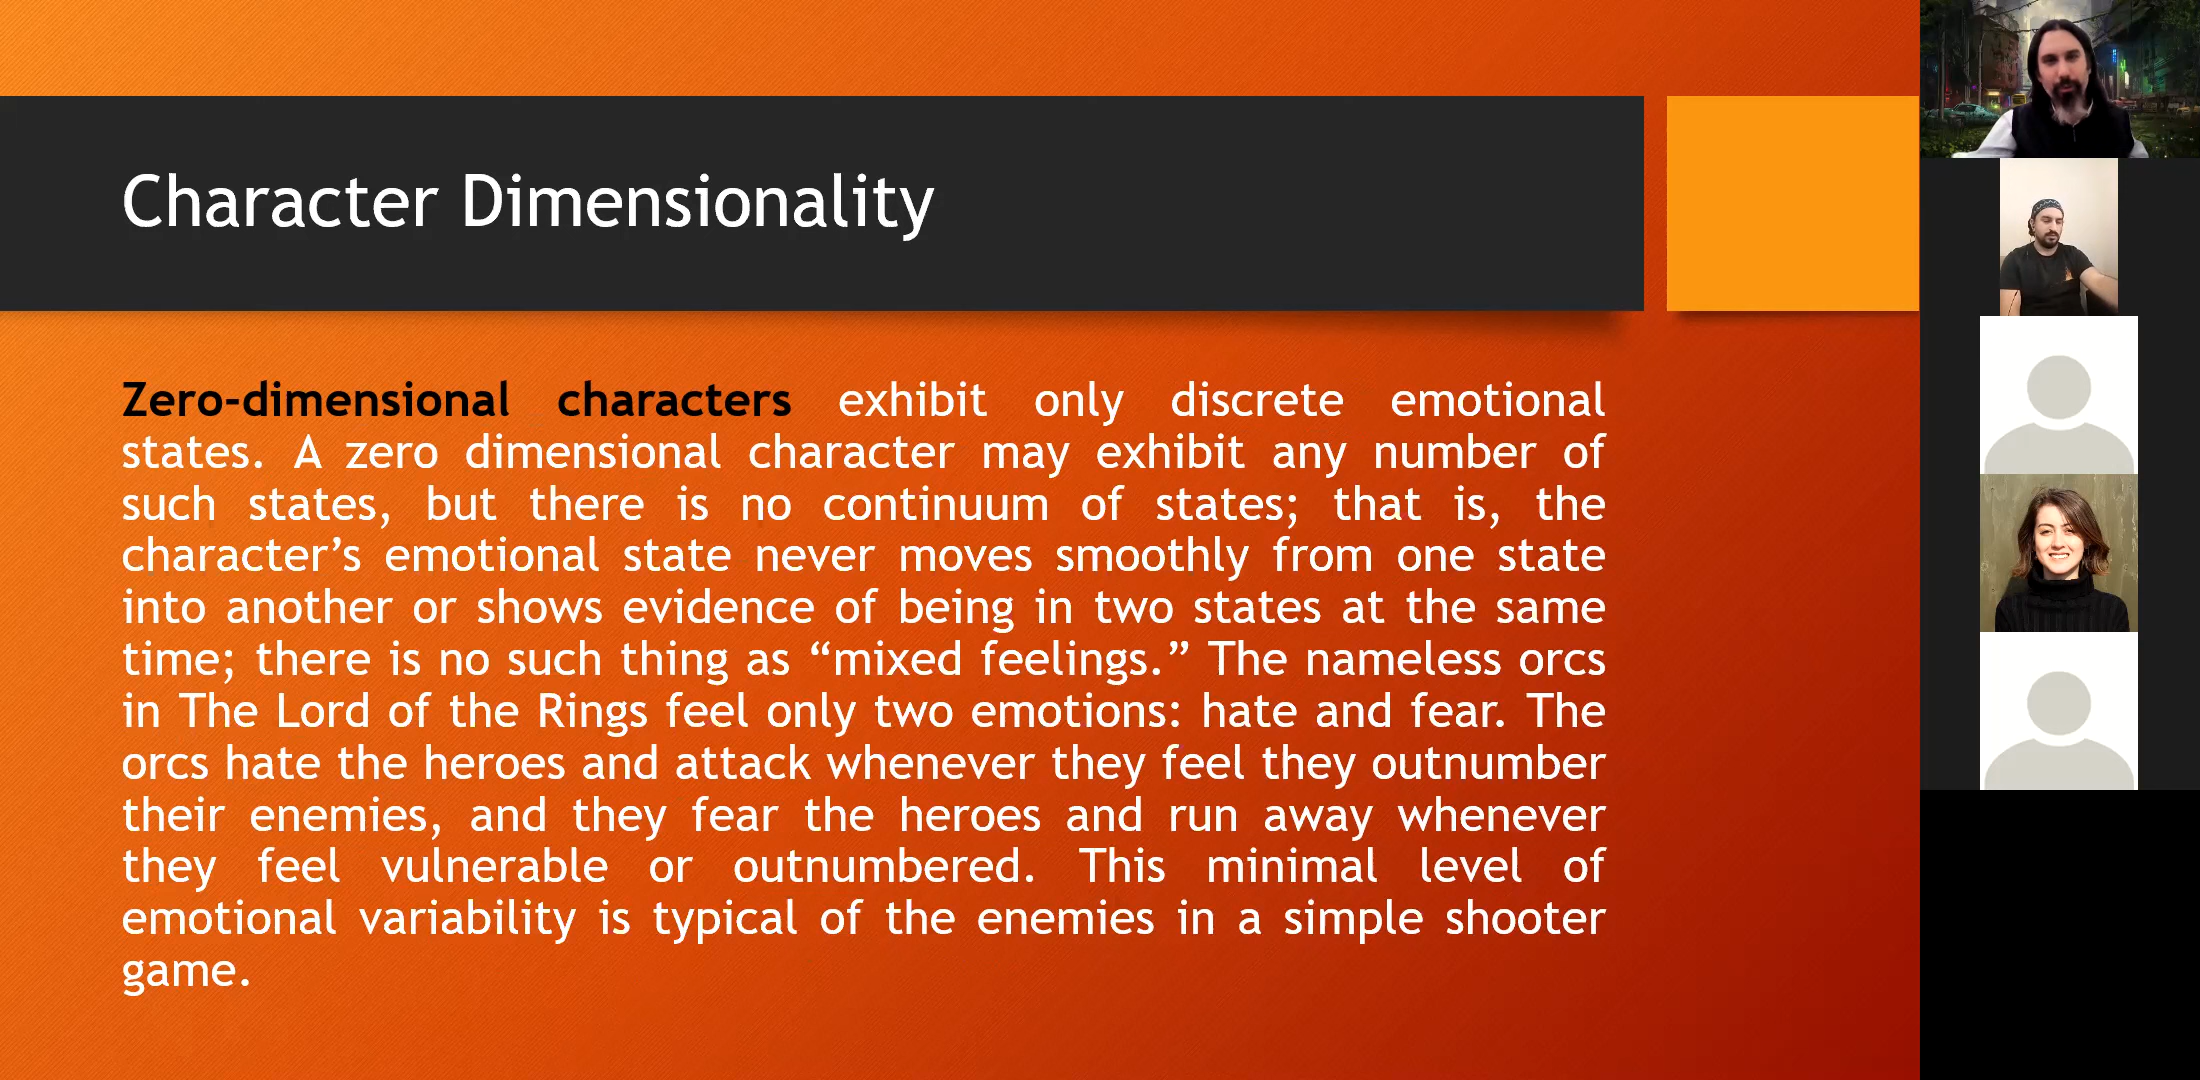 Character Dimensionality
Zero-dimensional characters exhibit only discrete emotional
states. A zero dimensional character may exhibit any number of
such states, but there is no continuum of states; that is, the
character’s emotional state never moves smoothly from one state
into another or shows evidence of being in two states at the same
time; there is no such thing as “mixed feelings.” The nameless orcs
in The Lord of the Rings feel only two emotions: hate and fear. The
orcs hate the heroes and attack whenever they feel they outnumber
their enemies, and they fear the heroes and run away whenever
they feel vulnerable or outnumbered. This minimal level of
emotional variability is typical of the enemies in a simple shooter
game.